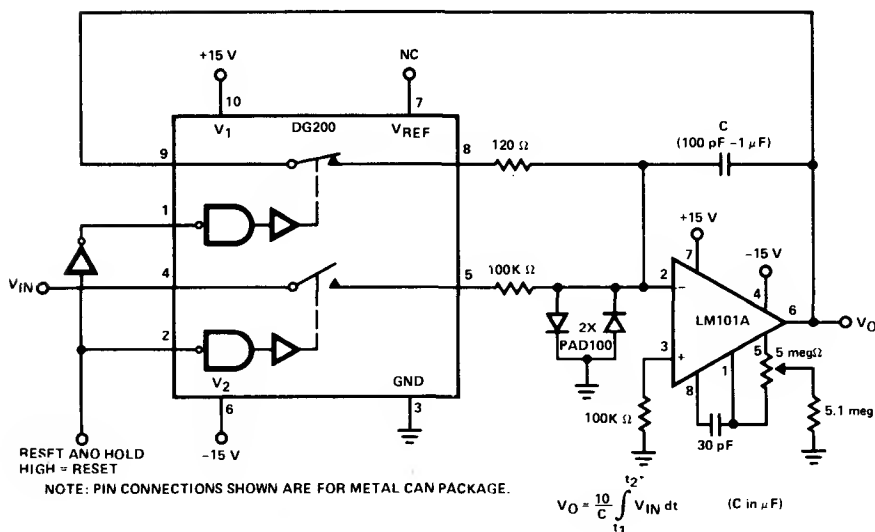 +15 V
NC
10
7
V1
DG200
VREF
9
8
120 Ω
C
(100 pF –1 µF)
1
+15 V
7
–15 V
VIN
4
5
100K Ω
2
–
4
6
VO
LM101A
2X
PAD100
3
+
5
5 megΩ
1
8
2
V2
GND
6
3
100K Ω
30 pF
5.1 meg
–15 V
RESET ANO HOLD
HIGH = RESET
NOTE: PIN CONNECTIONS SHOWN ARE FOR METAL CAN PACKAGE.
VO = 10/C ∫ t1 t2 VIN dt (C in µF)